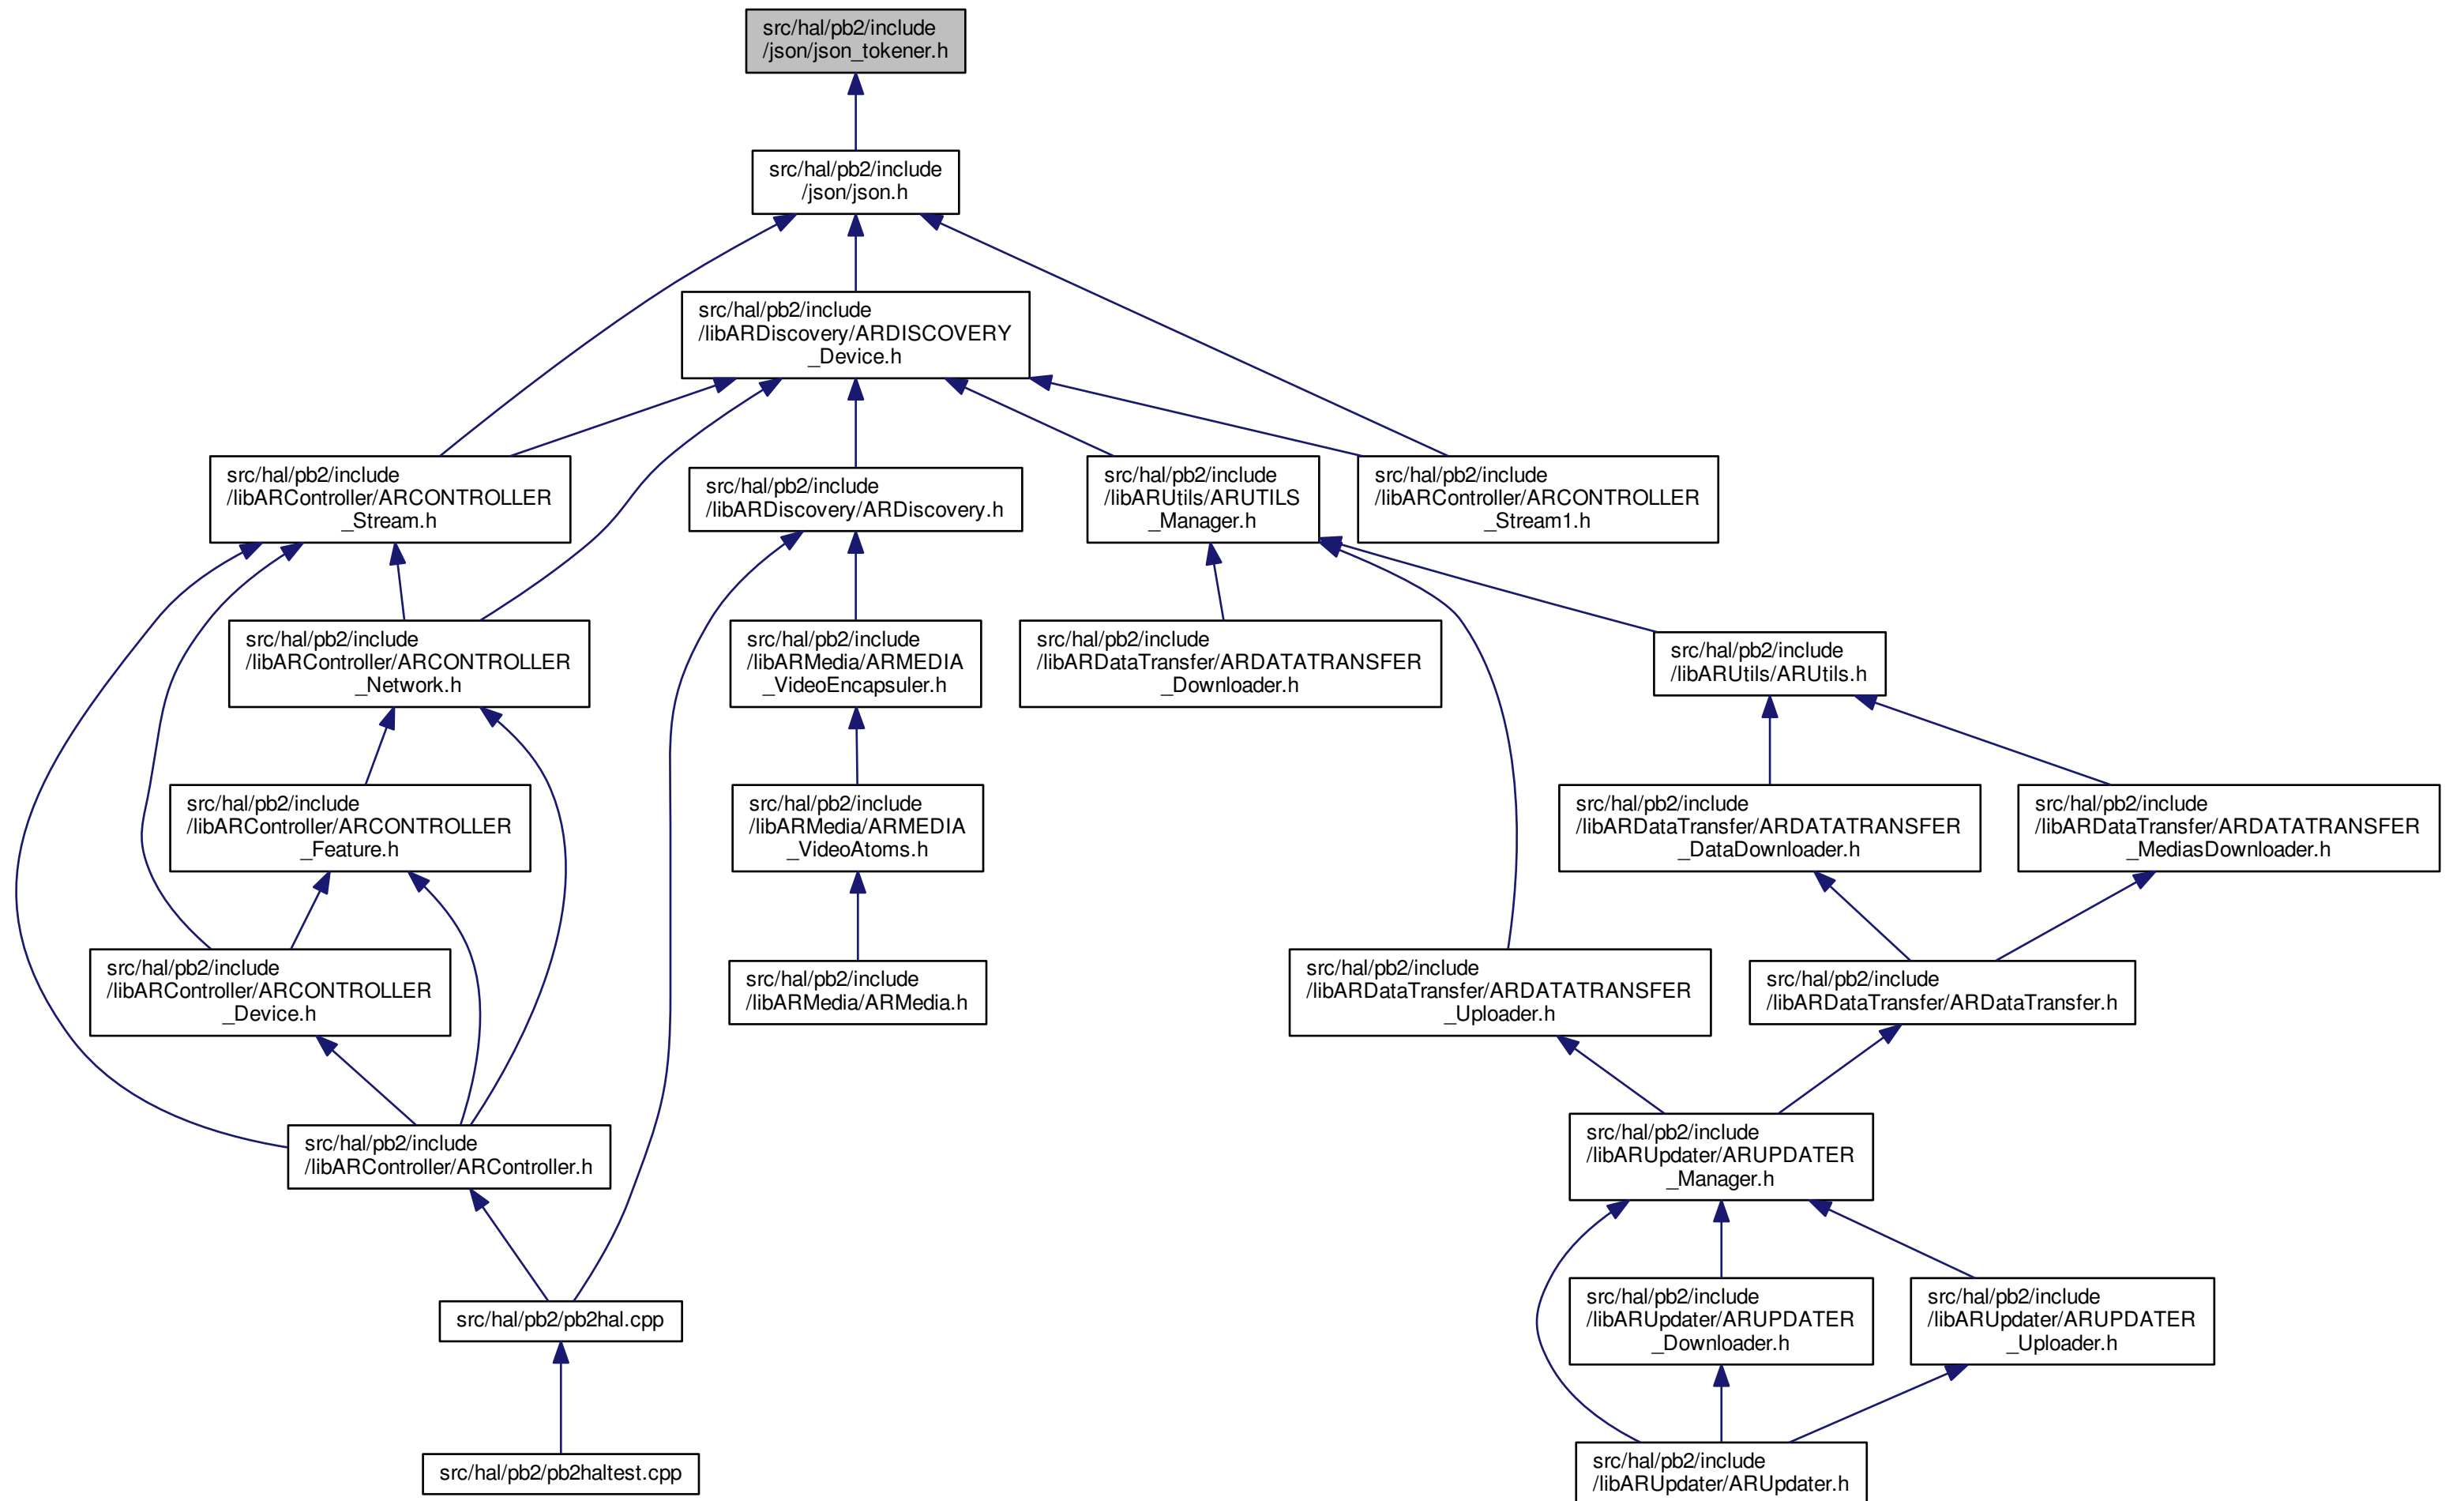 src/hal/pb2/include
/json/json_tokener.h
src/hal/pb2/include
/json/json.h
src/hal/pb2/include
/libARDiscovery/ARDISCOVERY
_Device.h
src/hal/pb2/include
/libARController/ARCONTROLLER
_Stream.h
src/hal/pb2/include
/libARDiscovery/ARDiscovery.h
src/hal/pb2/include
/libARUtils/ARUTILS
_Manager.h
src/hal/pb2/include
/libARController/ARCONTROLLER
_Stream1.h
src/hal/pb2/include
/libARController/ARCONTROLLER
_Network.h
src/hal/pb2/include
/libARMedia/ARMEDIA
_VideoEncapsuler.h
src/hal/pb2/include
/libARDataTransfer/ARDATATRANSFER
_Downloader.h
src/hal/pb2/include
/libARUtils/ARUtils.h
src/hal/pb2/include
/libARController/ARCONTROLLER
_Feature.h
src/hal/pb2/include
/libARMedia/ARMEDIA
_VideoAtoms.h
src/hal/pb2/include
/libARDataTransfer/ARDATATRANSFER
_DataDownloader.h
src/hal/pb2/include
/libARDataTransfer/ARDATATRANSFER
_MediasDownloader.h
src/hal/pb2/include
/libARController/ARCONTROLLER
_Device.h
src/hal/pb2/include
/libARMedia/ARMedia.h
src/hal/pb2/include
/libARDataTransfer/ARDATATRANSFER
_Uploader.h
src/hal/pb2/include
/libARDataTransfer/ARDataTransfer.h
src/hal/pb2/include
/libARController/ARController.h
src/hal/pb2/include
/libARUpdater/ARUPDATER
_Manager.h
src/hal/pb2/pb2hal.cpp
src/hal/pb2/include
/libARUpdater/ARUPDATER
_Downloader.h
src/hal/pb2/include
/libARUpdater/ARUPDATER
_Uploader.h
src/hal/pb2/pb2haltest.cpp
src/hal/pb2/include
/libARUpdater/ARUpdater.h